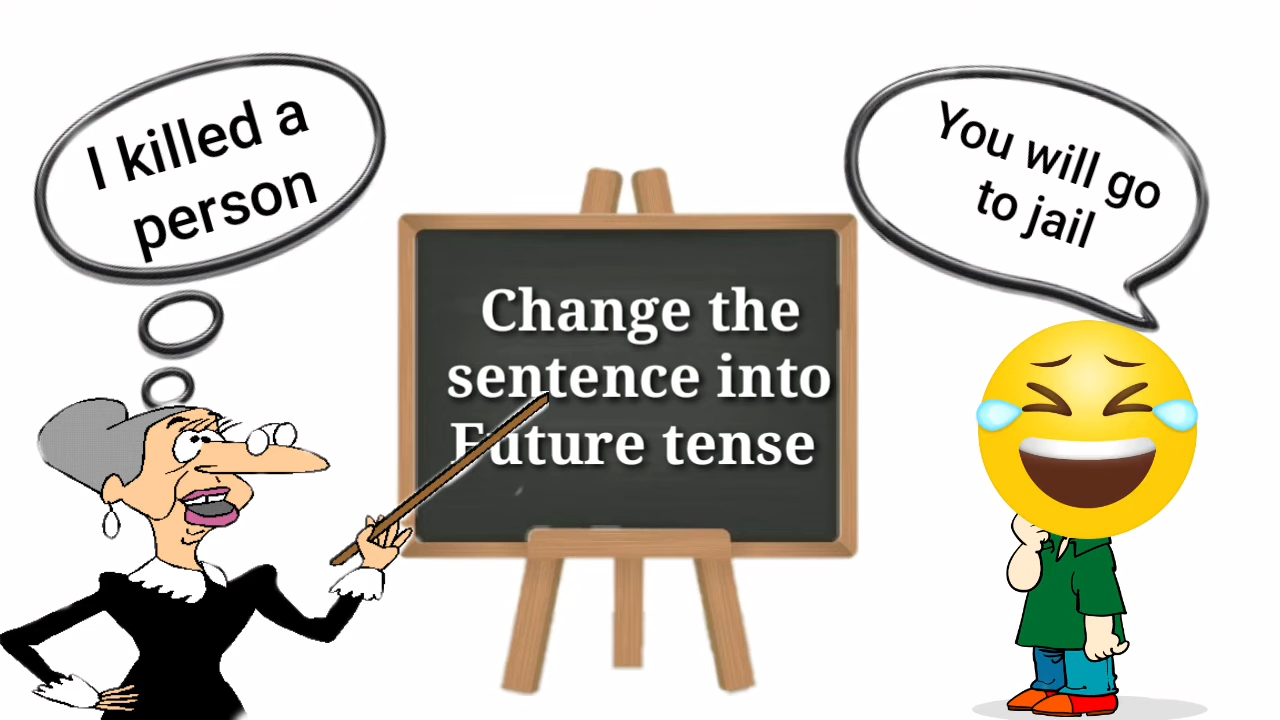 I killed a
person
Change the
sentence into
Future tense
You will go
to jail